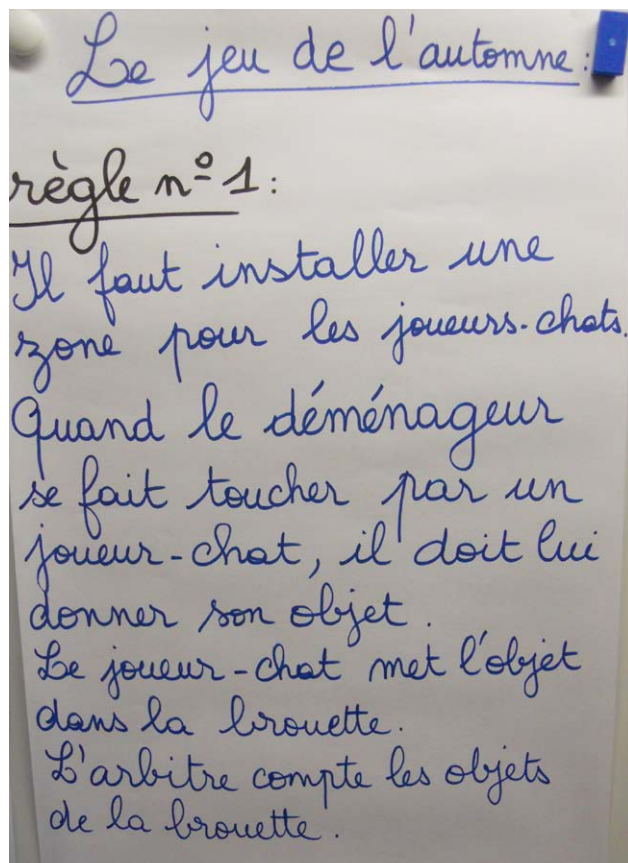 Le jeu de l'automne :
règle n° 1 :
Il faut installer une
zone pour les joueurs-chats.
Quand le déménageur
se fait toucher par un
joueur-chat, il doit lui
donner son objet.
Le joueur-chat met l'objet
dans la brouette.
L'arbitre compte les objets
de la brouette.